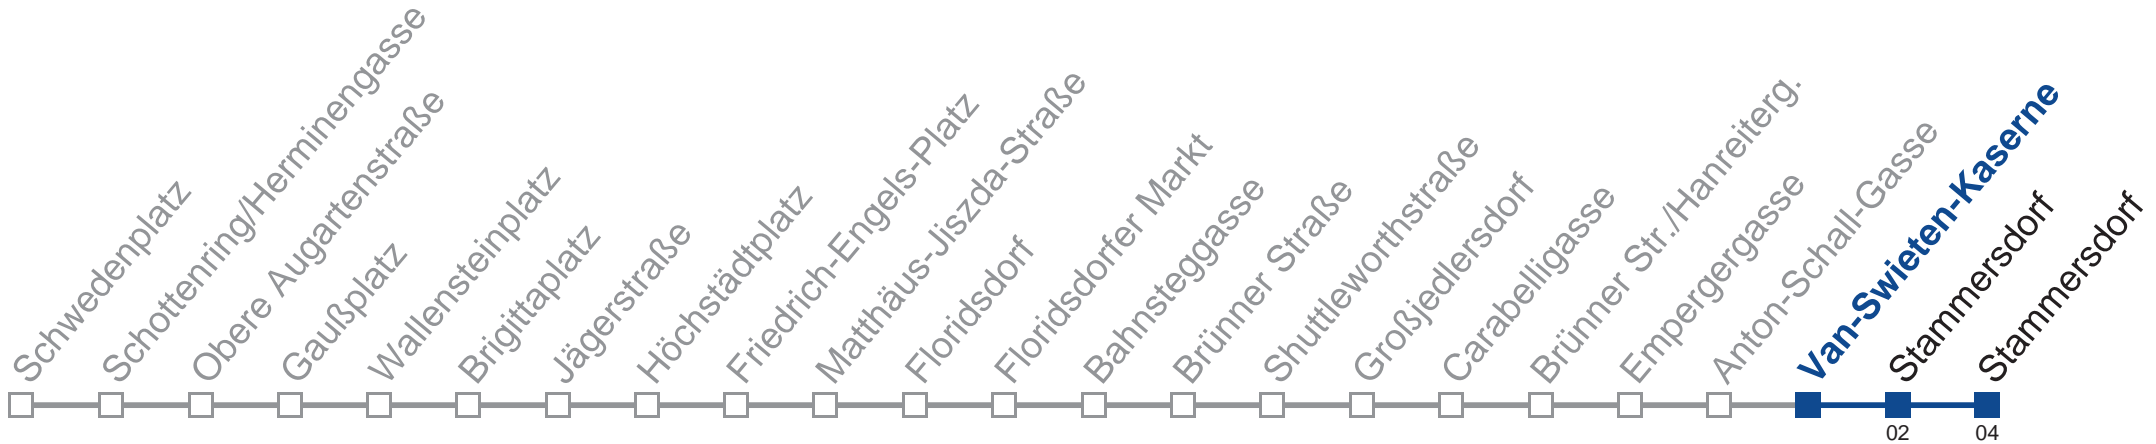 Schwedenplatz
Schottenring/Herminengasse
Obere Augartenstraße
Gaußplatz
Wallensteinplatz
Brigittaplatz
Jägerstraße
Höchstädtplatz
Friedrich-Engels-Platz
Matthäus-Jiszda-Straße
Floridsdorf
Floridsdorfer Markt
Bahnsteggasse
Brünner Straße
Shuttleworthstraße
Großjedlersdorf
Carabelligasse
Brünner Str./Hanreiterg.
Empergergasse
Anton-Schall-Gasse
Van-Swieten-Kaserne
Stammersdorf
Stammersdorf
02
04